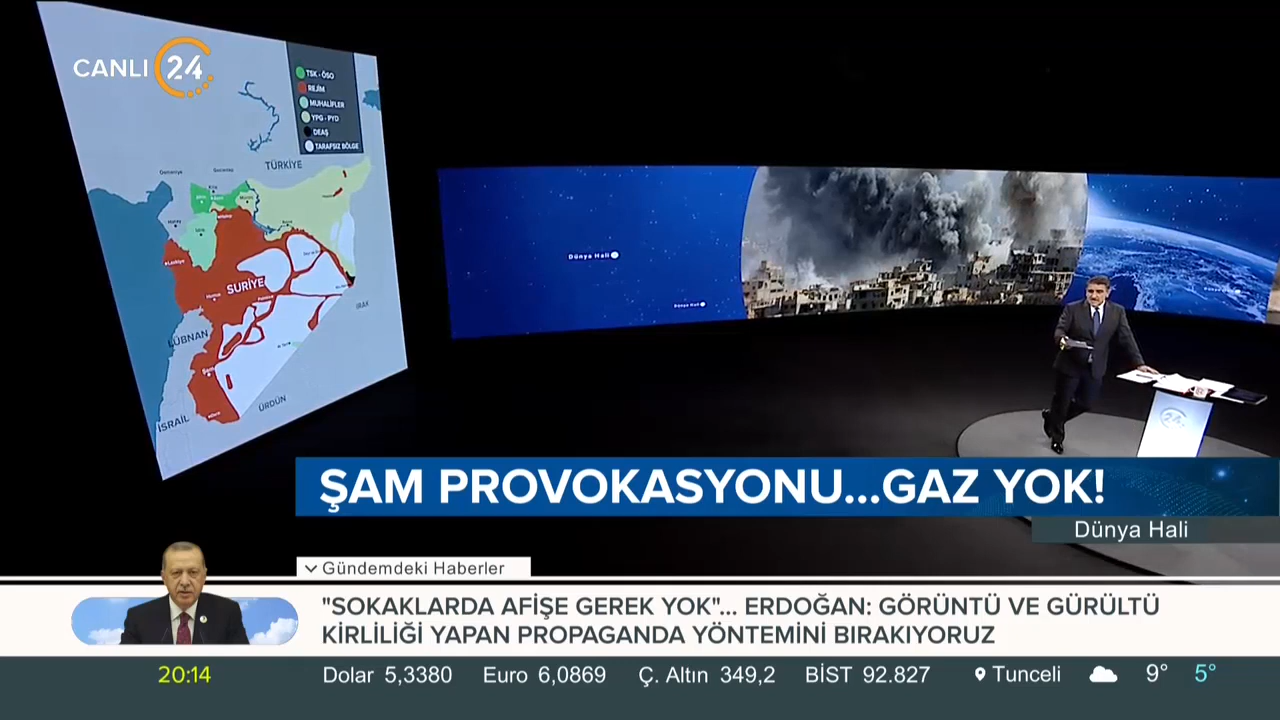 CANLI 24
TSK - ÖSO
REJİM
MUHALİFLER
YPG - PYD
DEAŞ
TARAFSIZ BÖLGE
TÜRKİYE
SURİYE
LÜBNAN
IRAK
Şam
İSRAİL
ÜRDÜN
Dünya Hali
Dünya Hali
24
ŞAM PROVOKASYONU...GAZ YOK!
Dünya Hali
Gündemdeki Haberler
"SOKAKLARDA AFİŞE GEREK YOK"... ERDOĞAN: GÖRÜNTÜ VE GÜRÜLTÜ
KİRLİLİĞİ YAPAN PROPAGANDA YÖNTEMİNİ BIRAKIYORUZ
20:14 Dolar 5,3380 Euro 6,0869 Ç. Altın 349,2 BİST 92.827 Tunceli 9° 5°